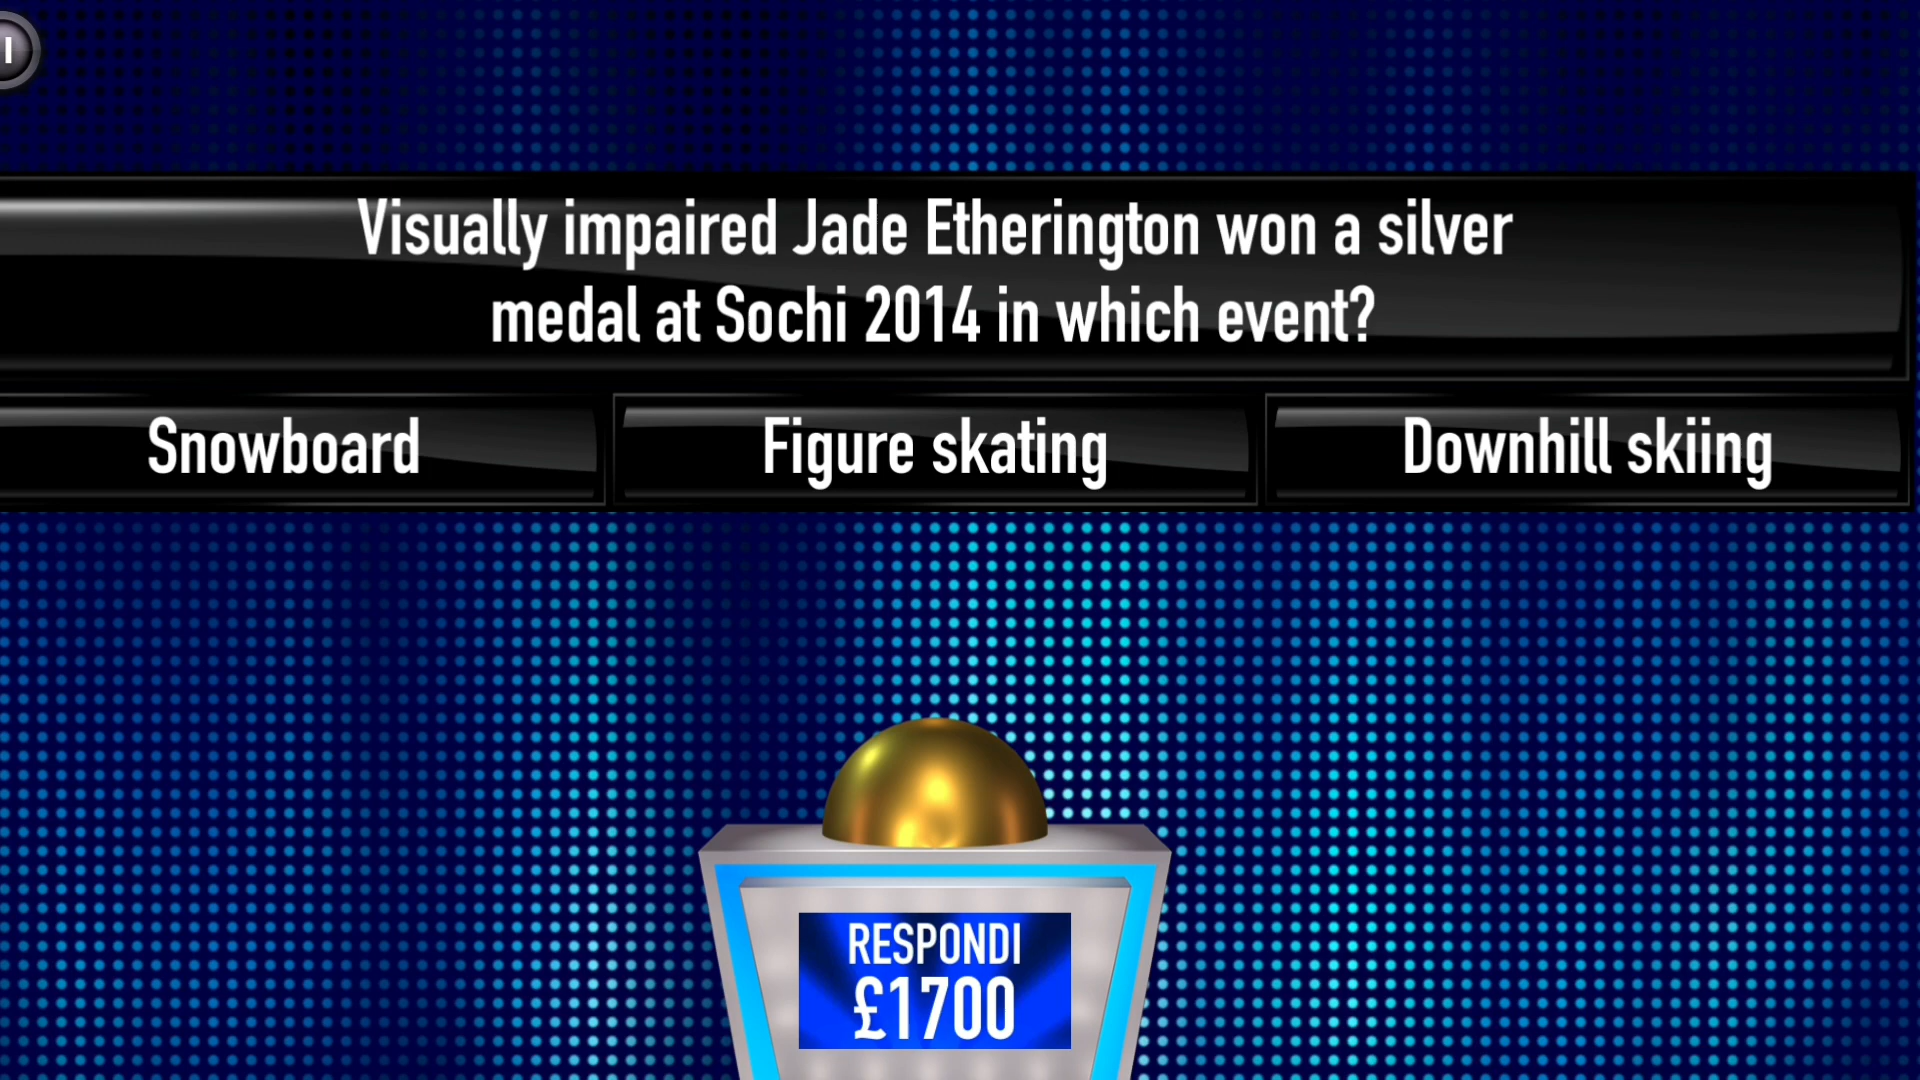 Visually impaired Jade Etherington won a silver
medal at Sochi 2014 in which event?
Snowboard
Figure skating
Downhill skiing
RESPONDI
£1700